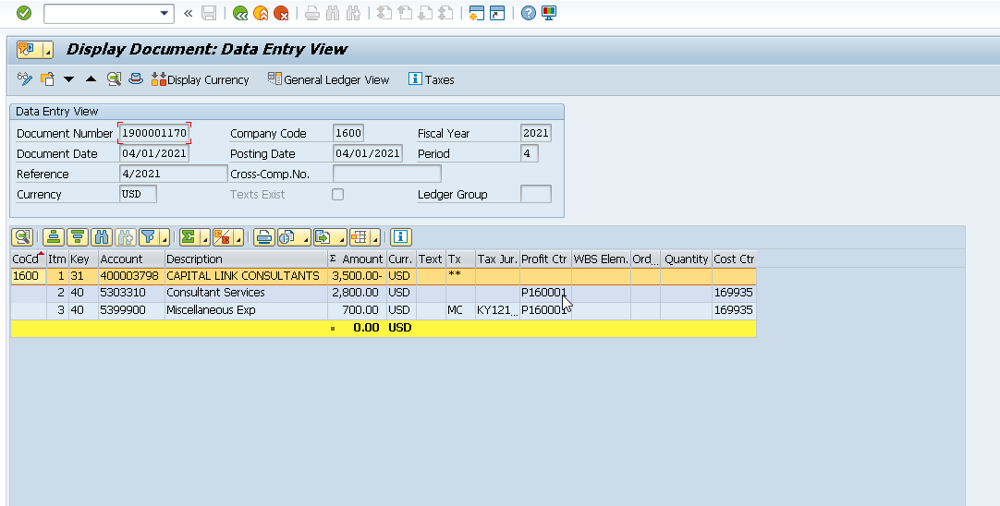 Display Document: Data Entry View
Display Currency General Ledger View Taxes
Data Entry View
Document Number 1900001170 Company Code 1600 Fiscal Year 2021
Document Date 04/01/2021 Posting Date 04/01/2021 Period 4
Reference 4/2021 Cross-Comp.No.
Currency USD Texts Exist Ledger Group
CoCd Itm Key Account Description Σ Amount Curr. Text Tx Tax Jur. Profit Ctr WBS Elem. Ord... Quantity Cost Ctr
1600 1 31 400003798 CAPITAL LINK CONSULTANTS 3,500.00- USD **
2 40 5303310 Consultant Services 2,800.00 USD P160001 169935
3 40 5399900 Miscellaneous Exp 700.00 USD MC KY121... P160001 169935
0.00 USD